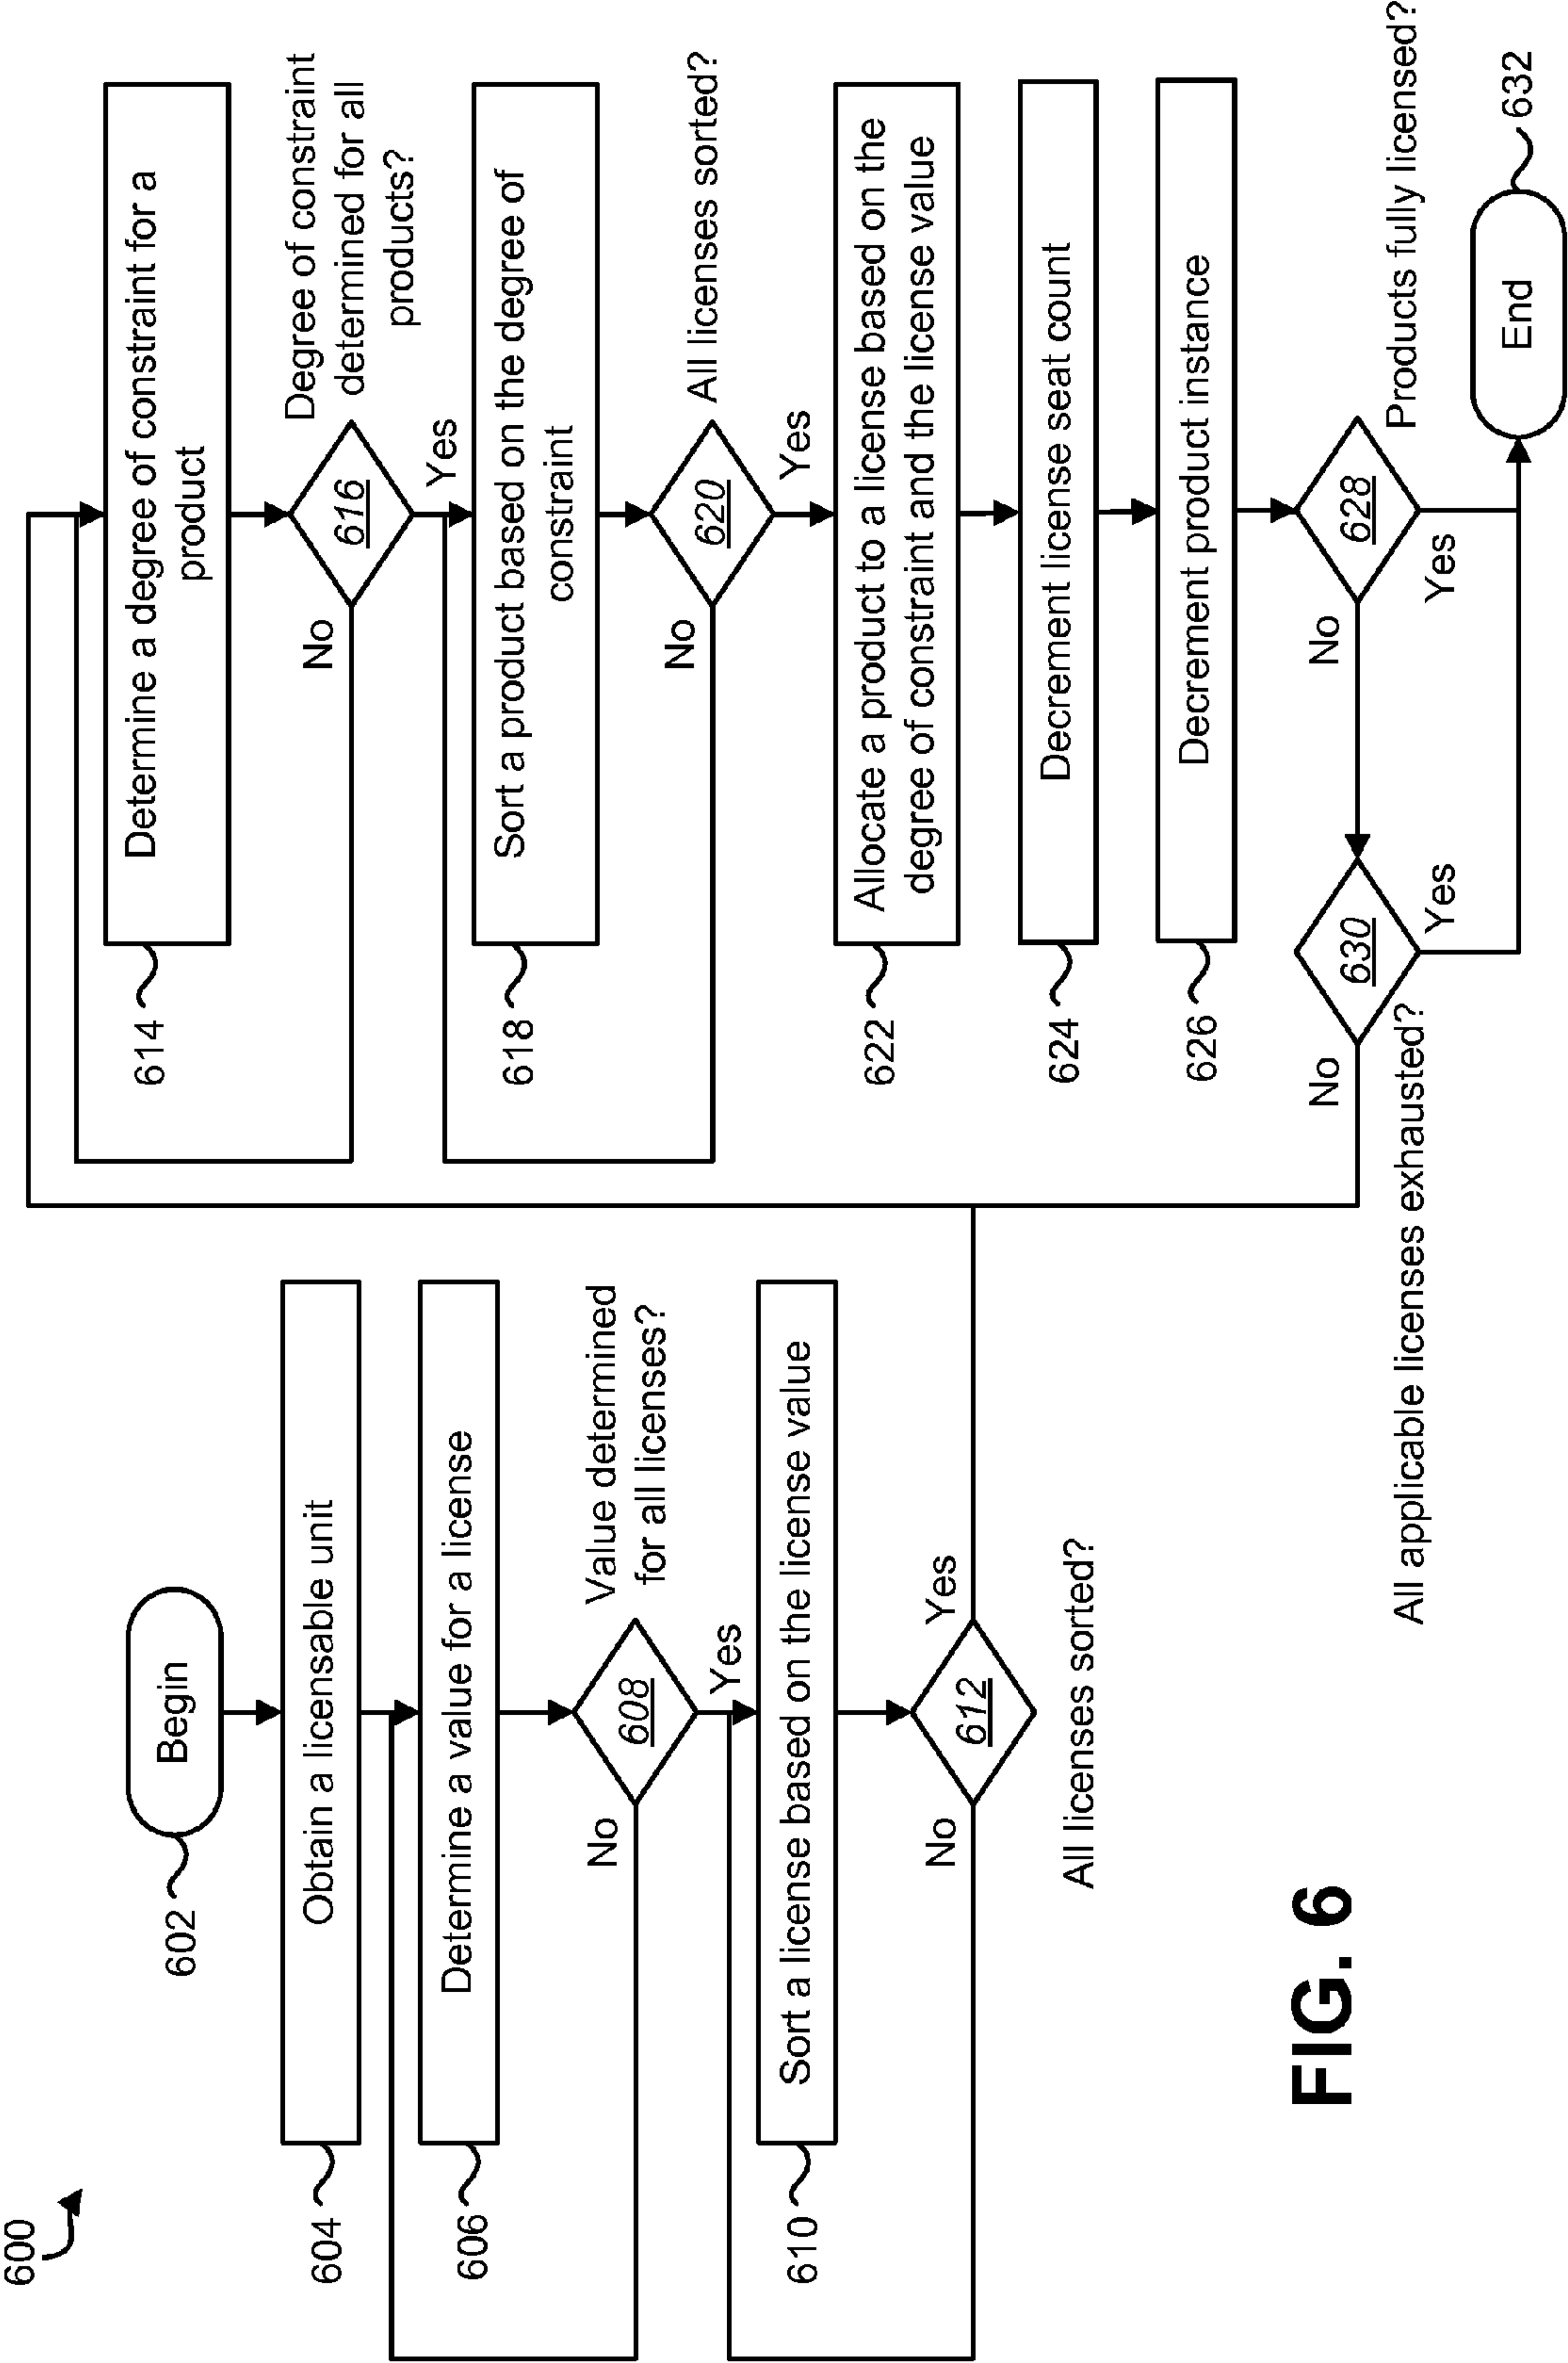 600
Begin
602
Obtain a licensable unit
604
Determine a value for a license
606
Value determined
for all licenses?
608
No
Yes
Sort a license based on the license value
610
612
No
Yes
All licenses sorted?
Determine a degree of constraint for a
product
614
Degree of constraint
determined for all
products?
616
No
Yes
Sort a product based on the degree of
constraint
618
All licenses sorted?
620
No
Yes
Allocate a product to a license based on the
degree of constraint and the license value
622
Decrement license seat count
624
Decrement product instance
626
Products fully licensed?
628
No
Yes
630
No
Yes
All applicable licenses exhausted?
End
632
FIG. 6